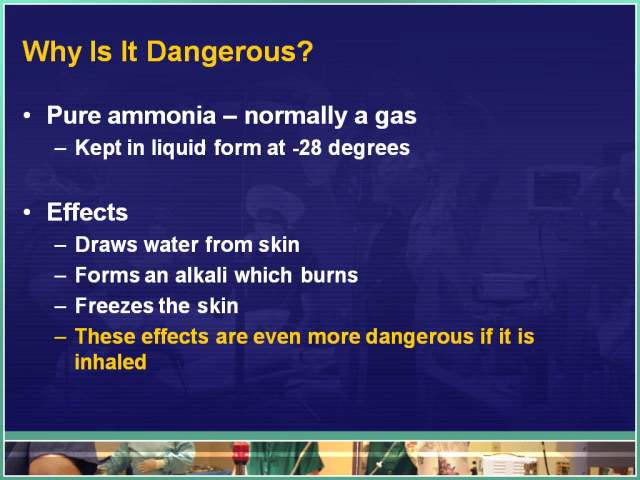 Why Is It Dangerous?
• Pure ammonia – normally a gas
– Kept in liquid form at -28 degrees
• Effects
– Draws water from skin
– Forms an alkali which burns
– Freezes the skin
– These effects are even more dangerous if it is
inhaled